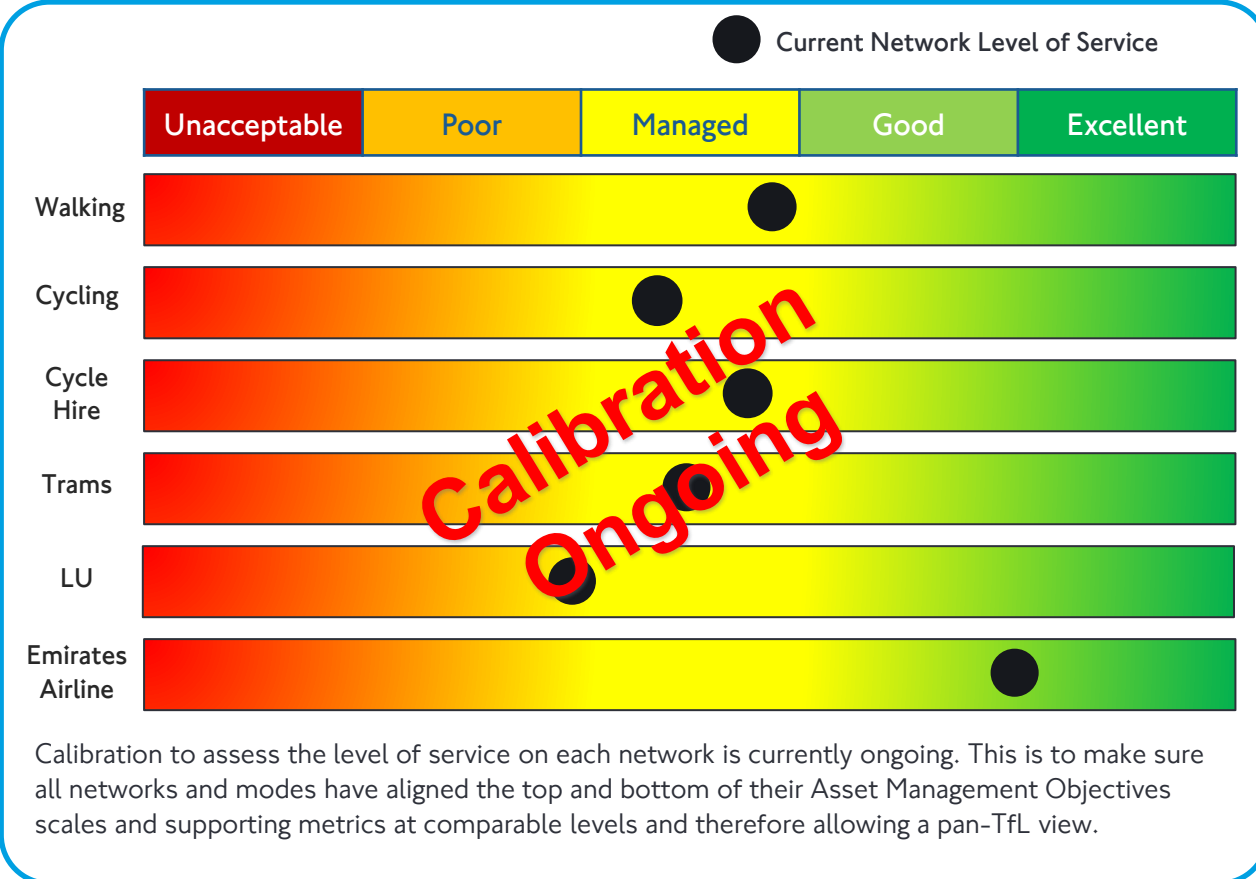 Current Network Level of Service
Unacceptable Poor Managed Good Excellent
Walking
Cycling
Cycle
Hire
Trams
LU
Emirates
Airline
Calibration
Ongoing
Calibration to assess the level of service on each network is currently ongoing. This is to make sure
all networks and modes have aligned the top and bottom of their Asset Management Objectives
scales and supporting metrics at comparable levels and therefore allowing a pan-TfL view.